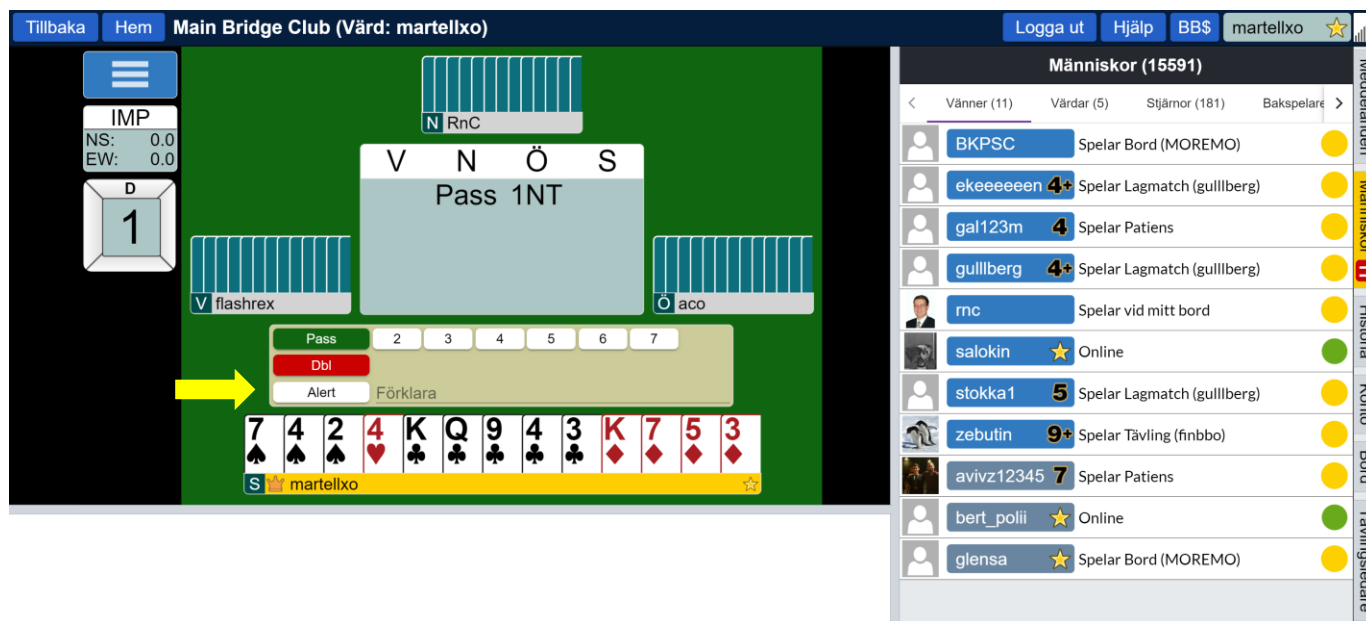 Tillbaka Hem Main Bridge Club (Värd: martellxo) Logga ut Hjälp BB$ martellxo
IMP
NS: 0.0
EW: 0.0
D
1
N RnC
V N Ö S
Pass 1NT
V flashrex
Ö aco
Pass 2 3 4 5 6 7
Dbl
Alert Förklara
7 4 2 4 K Q 9 4 3 K 7 5 3
S martellxo
Människor (15591)
Vänner (11) Värdar (5) Stjärnor (181) Bakspelare
BKPSC Spelar Bord (MOREMO)
ekeeeeeen 4+ Spelar Lagmatch (gulllberg)
gal123m 4 Spelar Patiens
gulllberg 4+ Spelar Lagmatch (gulllberg)
rnc Spelar vid mitt bord
salokin Online
stokka1 5 Spelar Lagmatch (gulllberg)
zebutin 9+ Spelar Tävling (finbbo)
avivz12345 7 Spelar Patiens
bert_polii Online
glensa Spelar Bord (MOREMO)
Meddelanden
Människor
Historia
Konto
Bord
Tävlingsledare